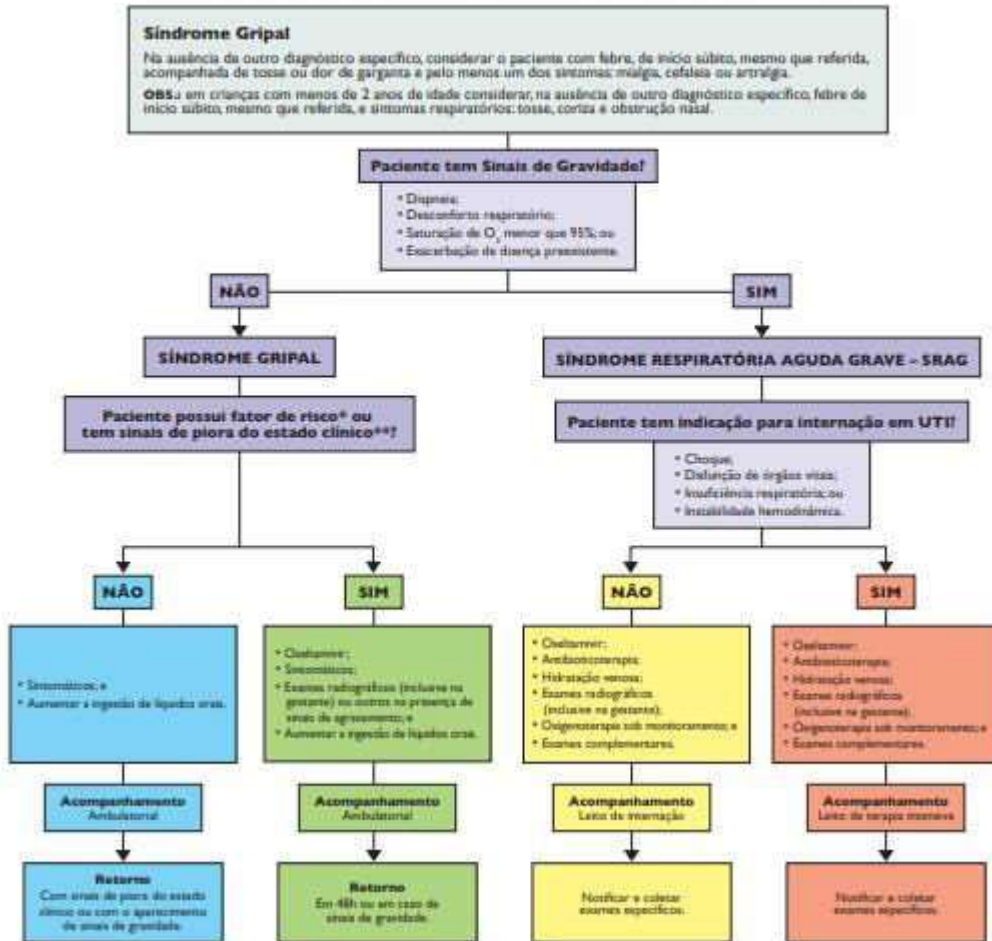 Síndrome Gripal
Na ausência de outro diagnóstico específico, considerar o paciente com febre, de início súbito, mesmo que referida,
acompanhada de tosse ou dor de garganta e pelo menos um dos sintomas: mialgia, cefaleia ou artralgia.
OBS.: em crianças com menos de 2 anos de idade considerar, na ausência de outro diagnóstico específico, febre de
início súbito, mesmo que referida, e sintomas respiratórios: tosse, coriza e obstrução nasal.
Paciente tem Sinais de Gravidade?
• Dispneia;
• Desconforto respiratório;
• Saturação de O2 menor que 95%; ou
• Exacerbação de doença preexistente.
NÃO
SIM
SÍNDROME GRIPAL
SÍNDROME RESPIRATÓRIA AGUDA GRAVE – SRAG
Paciente possui fator de risco* ou
tem sinais de piora do estado clínico**?
Paciente tem indicação para internação em UTI?
• Choque;
• Disfunção de órgãos vitais;
• Insuficiência respiratória; ou
• Instabilidade hemodinâmica.
NÃO
SIM
NÃO
SIM
• Sintomáticos; e
• Aumentar a ingestão de líquidos orais.
• Oseltamivir;
• Sintomáticos;
• Exames radiográficos (inclusive na
gestante) ou outros na presença de
sinais de agravamento; e
• Aumentar a ingestão de líquidos orais.
• Oseltamivir;
• Antibioticoterapia;
• Hidratação venosa;
• Exames radiográficos
(inclusive na gestante);
• Oxigenoterapia sob monitoramento; e
• Exames complementares.
• Oseltamivir;
• Antibioticoterapia;
• Hidratação venosa;
• Exames radiográficos
(inclusive na gestante);
• Oxigenoterapia sob monitoramento; e
• Exames complementares.
Acompanhamento
Ambulatorial
Acompanhamento
Ambulatorial
Acompanhamento
Leito de internação
Acompanhamento
Leito de terapia intensiva
Retorno
Com sinais de piora do estado
clínico ou com o aparecimento
de sinais de gravidade.
Retorno
Em 48h ou em caso de
sinais de gravidade.
Notificar e coletar
exames específicos.
Notificar e coletar
exames específicos.